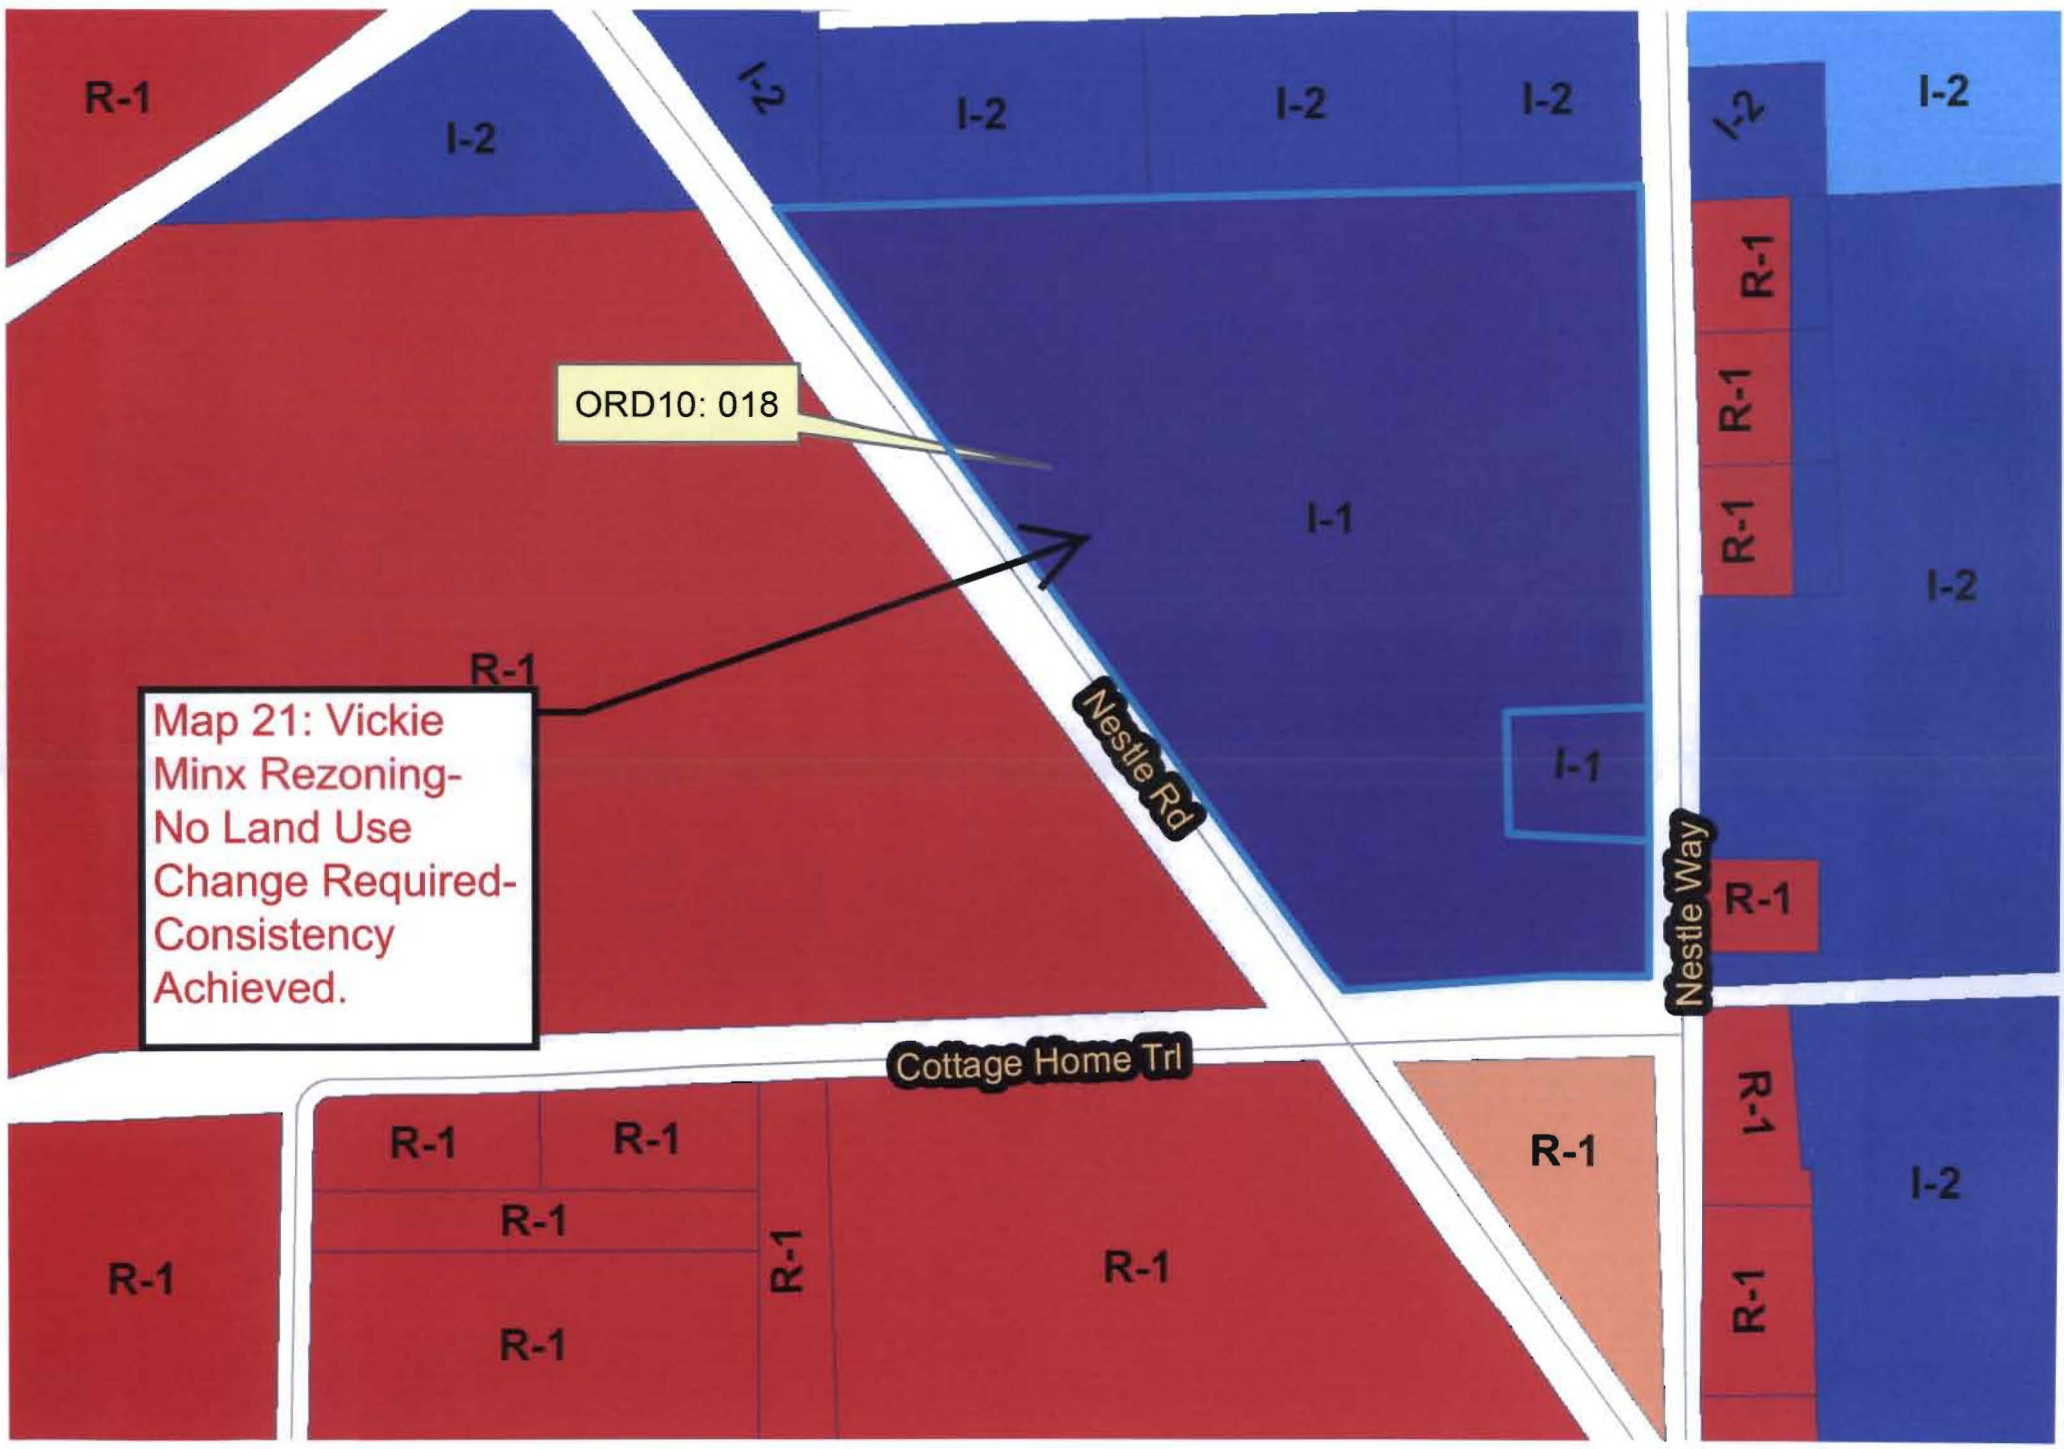 R-1
I-2
I-2
I-2
I-2
I-2
I-2
I-2
R-1
ORD10: 018
R-1
I-1
R-1
I-2
R-1
Map 21: Vickie
Minx Rezoning-
No Land Use
Change Required-
Consistency
Achieved.
Nestle Rd
I-1
Nestle Way
R-1
Cottage Home Trl
R-1
R-1
R-1
R-1
I-2
R-1
R-1
R-1
R-1
R-1
R-1